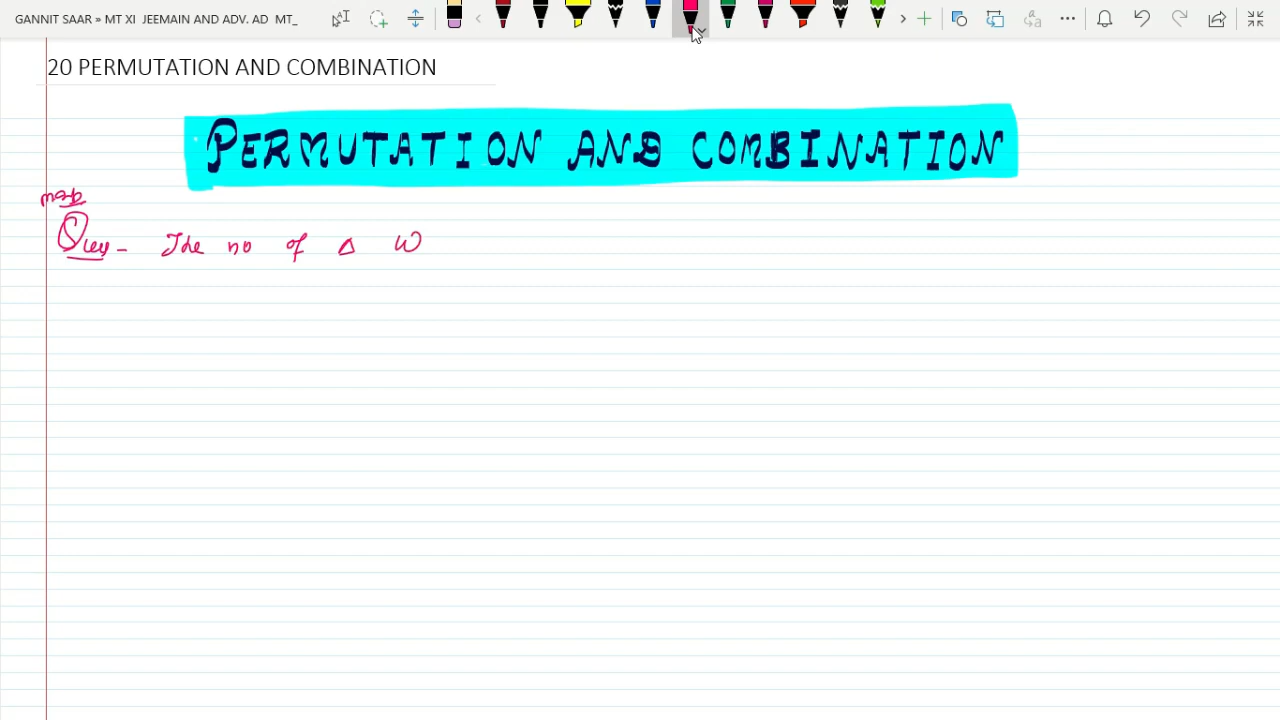 GANNIT SAAR » MT XI JEEMAIN AND ADV. AD MT_
20 PERMUTATION AND COMBINATION
PERMUTATION AND COMBINATION
Ques - The no of Δ W